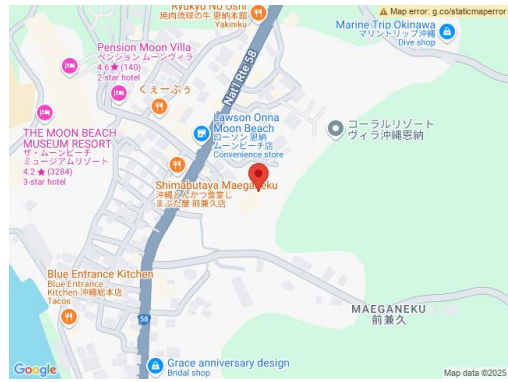 Ryukyu No Ushi
焼肉琉球の牛 恩納本館
Yakiniku
⚠ Map error: g.co/staticmaperror
Marine Trip Okinawa
マリントリップ沖縄
Dive shop
Pension Moon Villa
ペンション ムーンヴィラ
4.6★(140)
2-star hotel
くえーぶぅ
Nat'l Rte 58
Lawson Onna
Moon Beach
ローソン 恩納
ムーンビーチ店
Convenience store
コーラルリゾート
ヴィラ沖縄恩納
THE MOON BEACH
MUSEUM RESORT
ザ・ムーンビーチ
ミュージアムリゾート
4.2★(3284)
3-star hotel
Shimabutaya Maeganeku
沖縄とんかつ食堂し
まぶた屋 前兼久店
Blue Entrance Kitchen
Blue Entrance
Kitchen 沖縄総本店
Tacos
MAEGANEKU
前兼久
58
Grace anniversary design
Bridal shop
Google
Map data ©2025